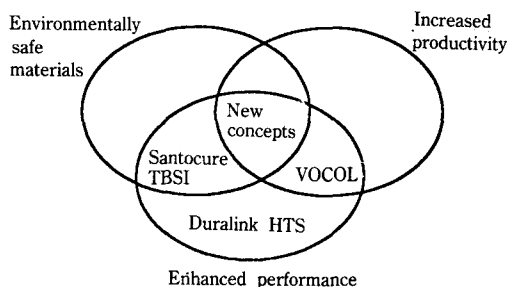 Environmentally
safe
materials
Increased
productivity
New
concepts
Santocure
TBSI
VOCOL
Duralink HTS
Enhanced performance